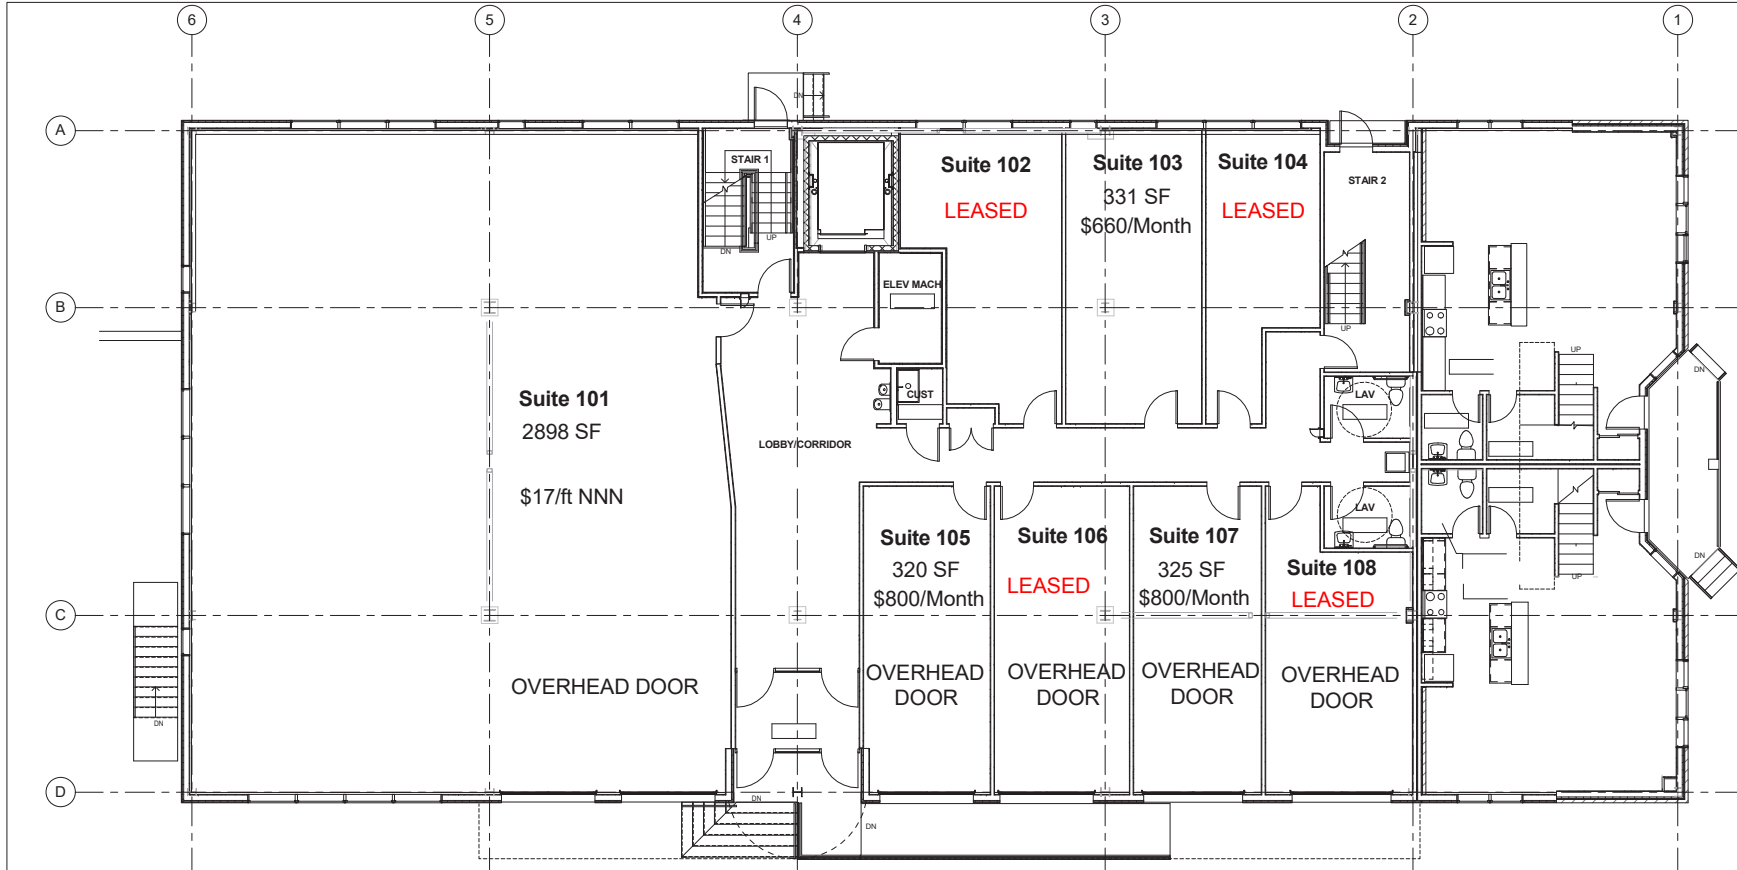 6 5 4 3 2 1
A
B
C
D
DN
STAIR 1
DN
UP
Suite 102
LEASED
Suite 103
331 SF
$660/Month
Suite 104
LEASED
STAIR 2
UP
ELEV MACH
CUST
LAV
UP
DN
Suite 101
2898 SF
$17/ft NNN
LOBBY/CORRIDOR
Suite 105
320 SF
$800/Month
Suite 106
LEASED
Suite 107
325 SF
$800/Month
LAV
Suite 108
LEASED
UP
DN
OVERHEAD DOOR
OVERHEAD
DOOR
OVERHEAD
DOOR
OVERHEAD
DOOR
OVERHEAD
DOOR
DN
DN
DN